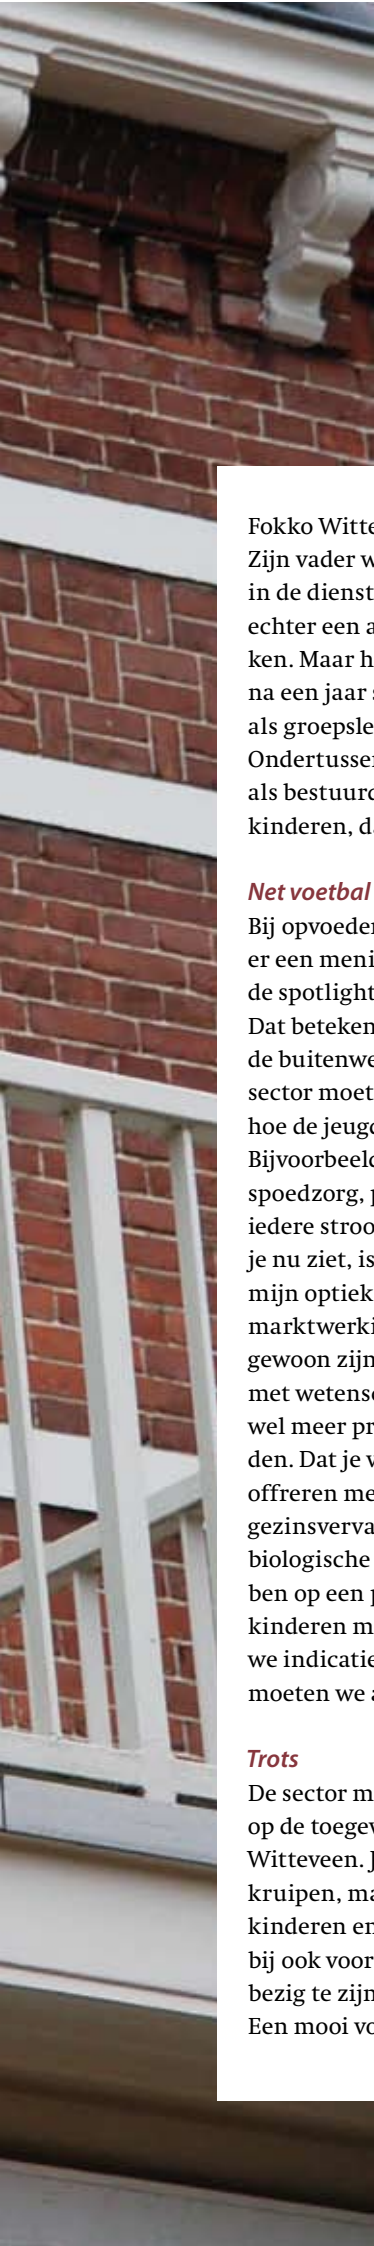 Fokko Witte
Zijn vader w
in de dienst
echter een a
ken. Maar h
na een jaar s
als groepsle
Ondertusser
als bestuurd
kinderen, da

Net voetbal
Bij opvoeder
er een meni
de spotlight
Dat beteken
de buitenwe
sector moet
hoe de jeugd
Bijvoorbeeld
spoedzorg, p
iedere stroo
je nu ziet, is
mijn optiek
marktwerki
gewoon zijn
met wetensc
wel meer pr
den. Dat je v
offreren me
gezinsverva
biologische
ben op een p
kinderen m
we indicatie
moeten we a

Trots
De sector m
op de toegev
Witteveen. J
kruipen, ma
kinderen en
bij ook voor
bezig te zijn
Een mooi vo